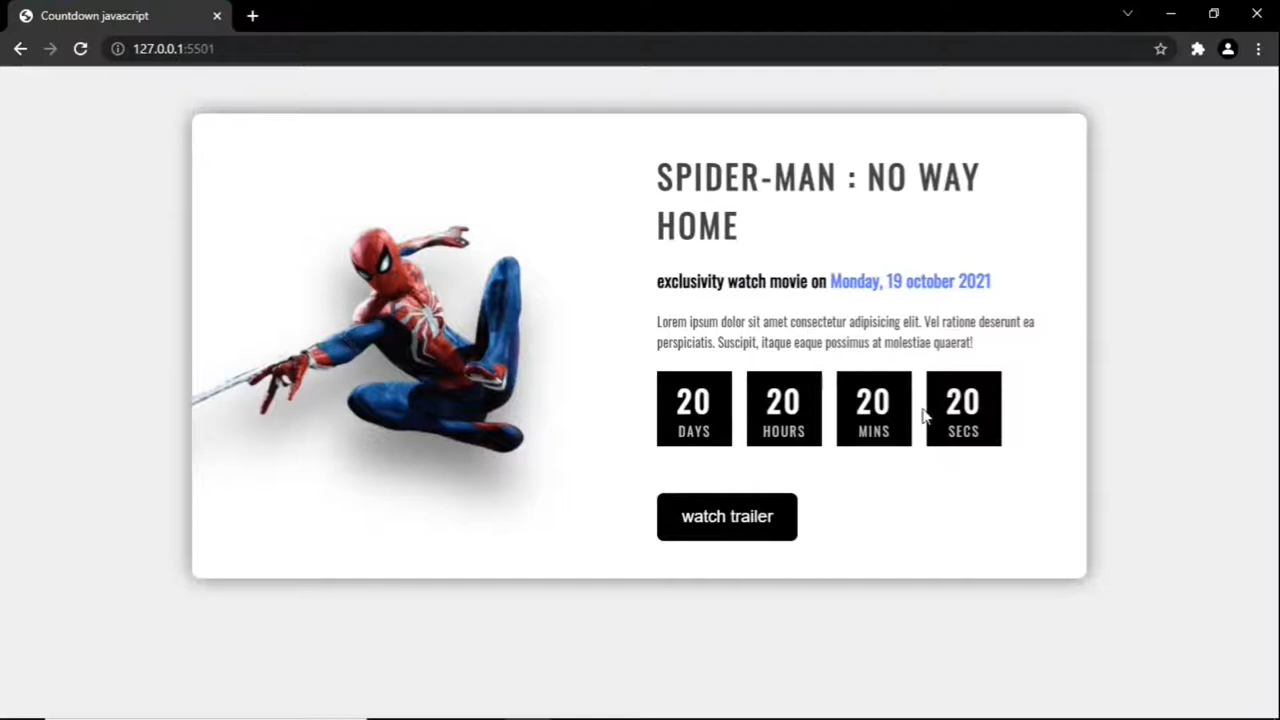 Countdown javascript
127.0.0.1:5501
SPIDER-MAN : NO WAY
HOME
exclusivity watch movie on Monday, 19 october 2021
Lorem ipsum dolor sit amet consectetur adipisicing elit. Vel ratione deserunt ea
perspiciatis. Suscipit, itaque eaque possimus at molestiae quaerat!
20 20 20 20
DAYS HOURS MINS SECS
watch trailer